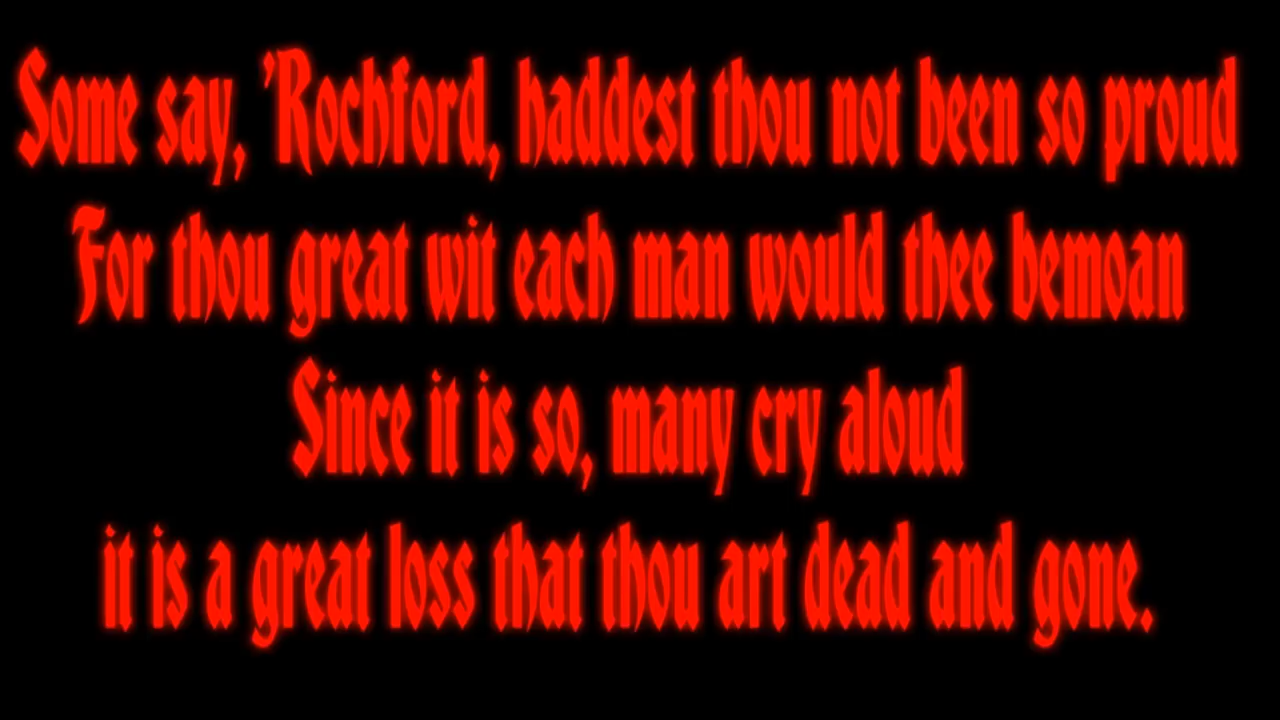 Some say, 'Rochford, haddest thou not been so proud
For thou great wit each man would thee bemoan
Since it is so, many cry aloud
it is a great loss that thou art dead and gone.